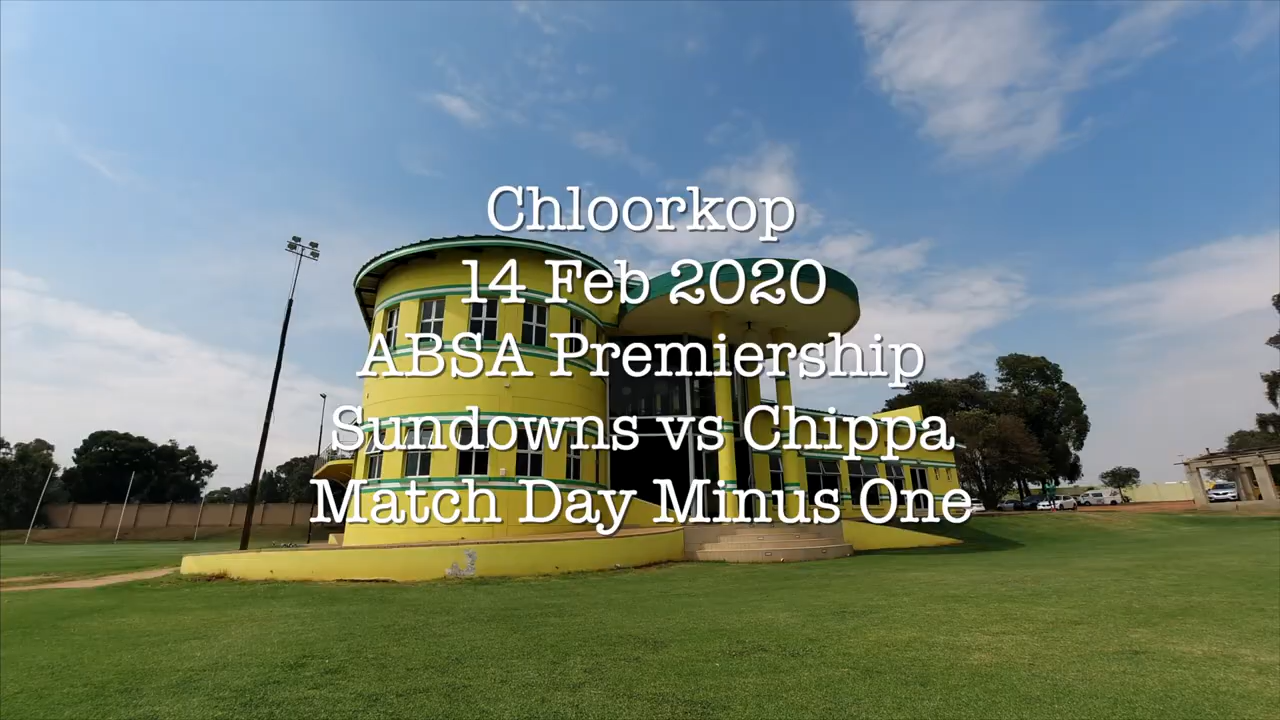 Chloorkop
14 Feb 2020
ABSA Premiership
Sundowns vs Chippa
Match Day Minus One